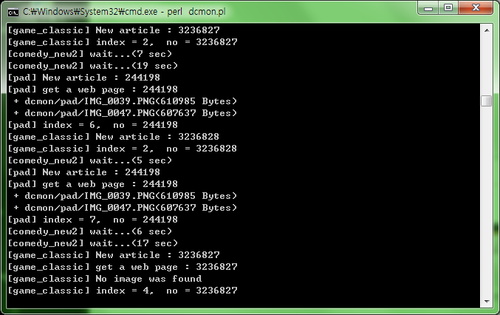 C:₩Windows₩System32₩cmd.exe - perl dcmon.pl
[game_classic] New article : 3236827
[game_classic] index = 2,  no = 3236827
[comedy_new2] wait...(7 sec)
[comedy_new2] wait...(19 sec)
[pad] New article : 244198
[pad] get a web page : 244198
 + dcmon/pad/IMG_0039.PNG(610985 Bytes)
 + dcmon/pad/IMG_0047.PNG(607637 Bytes)
[pad] index = 6,  no = 244198
[game_classic] New article : 3236828
[game_classic] index = 2,  no = 3236828
[comedy_new2] wait...(5 sec)
[pad] New article : 244198
[pad] get a web page : 244198
 + dcmon/pad/IMG_0039.PNG(610985 Bytes)
 + dcmon/pad/IMG_0047.PNG(607637 Bytes)
[pad] index = 7,  no = 244198
[comedy_new2] wait...(6 sec)
[comedy_new2] wait...(17 sec)
[game_classic] New article : 3236827
[game_classic] get a web page : 3236827
[game_classic] No image was found
[game_classic] index = 4,  no = 3236827